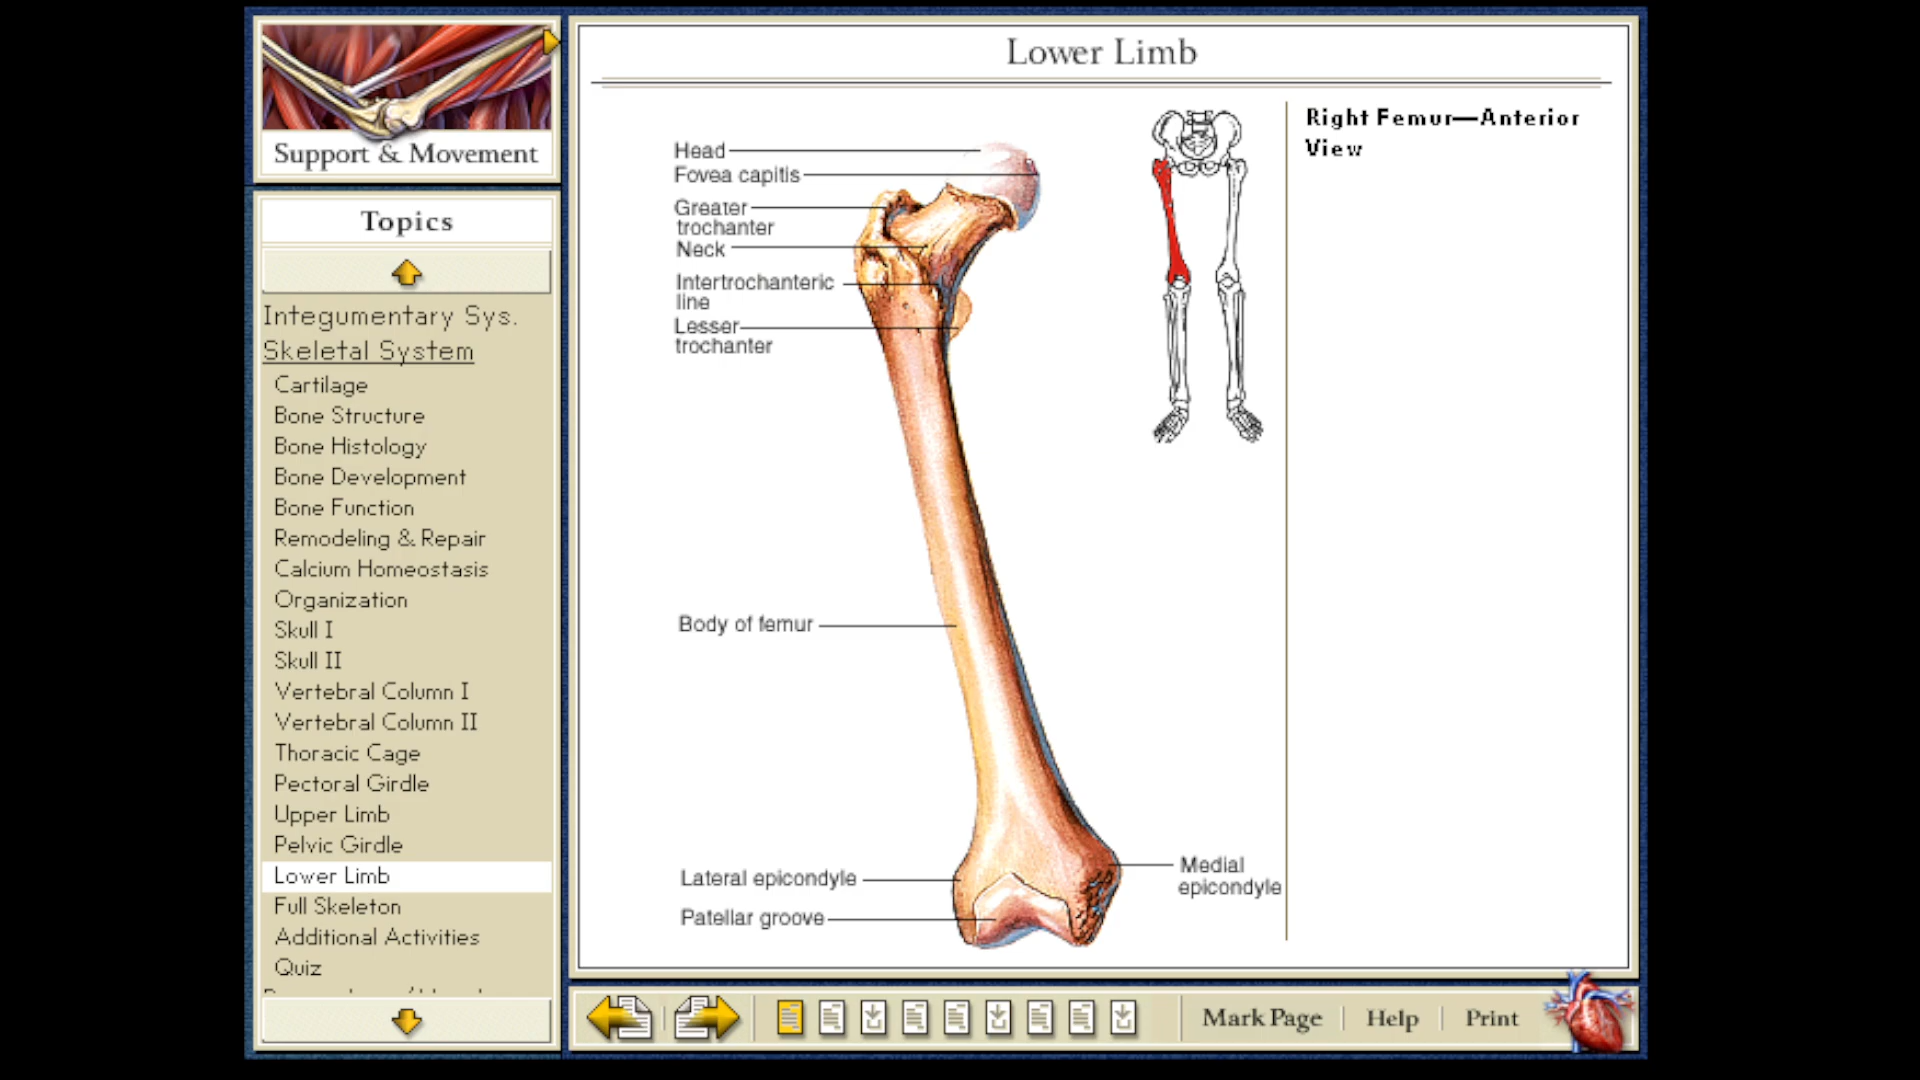 Support & Movement
Topics
Integumentary Sys.
Skeletal System
Cartilage
Bone Structure
Bone Histology
Bone Development
Bone Function
Remodeling & Repair
Calcium Homeostasis
Organization
Skull I
Skull II
Vertebral Column I
Vertebral Column II
Thoracic Cage
Pectoral Girdle
Upper Limb
Pelvic Girdle
Lower Limb
Full Skeleton
Additional Activities
Quiz
Lower Limb
Head
Fovea capitis
Greater
trochanter
Neck
Intertrochanteric
line
Lesser
trochanter
Body of femur
Lateral epicondyle
Patellar groove
Medial
epicondyle
Right Femur—Anterior
View
Mark Page
Help
Print